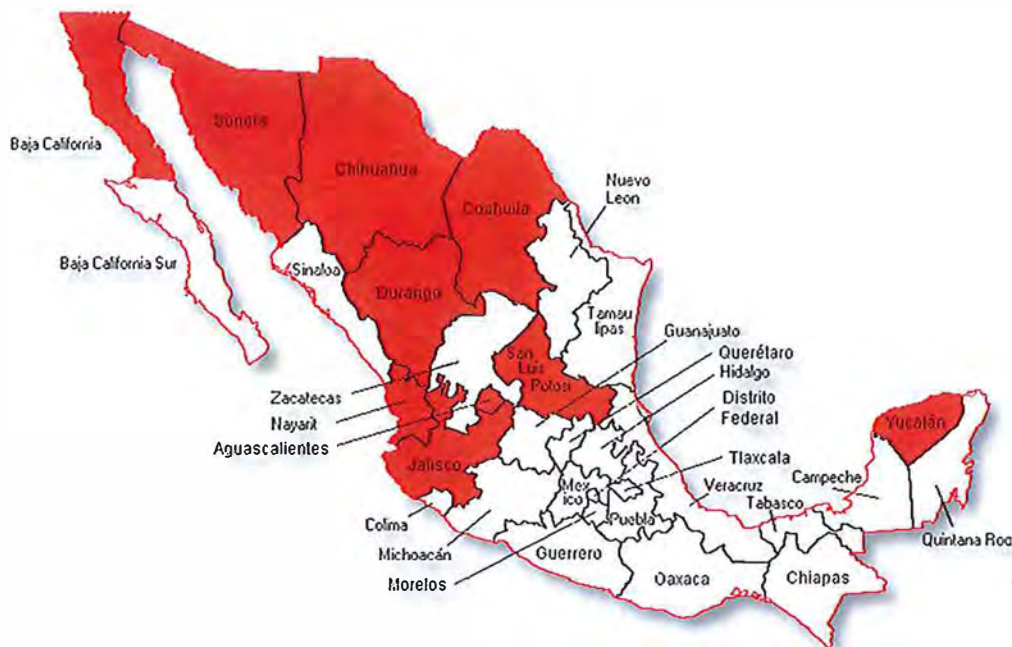 Baja California
Sonora
Chihuahua
Coahuila
Nuevo
Leon
Baja California Sur
Sinaloa
Durango
Tamau
lipas
Guanajuato
Querétaro
Hidalgo
San
Luis
Potosi
Distrito
Federal
Zacatecas
Nayarit
Aguascalientes
Yucatán
Jalisco
Tlaxcala
Campeche
Mex
ico
Veracruz
Tabasco
Colima
Puebla
Quintana Roo
Michoacán
Guerrero
Morelos
Oaxaca
Chiapas